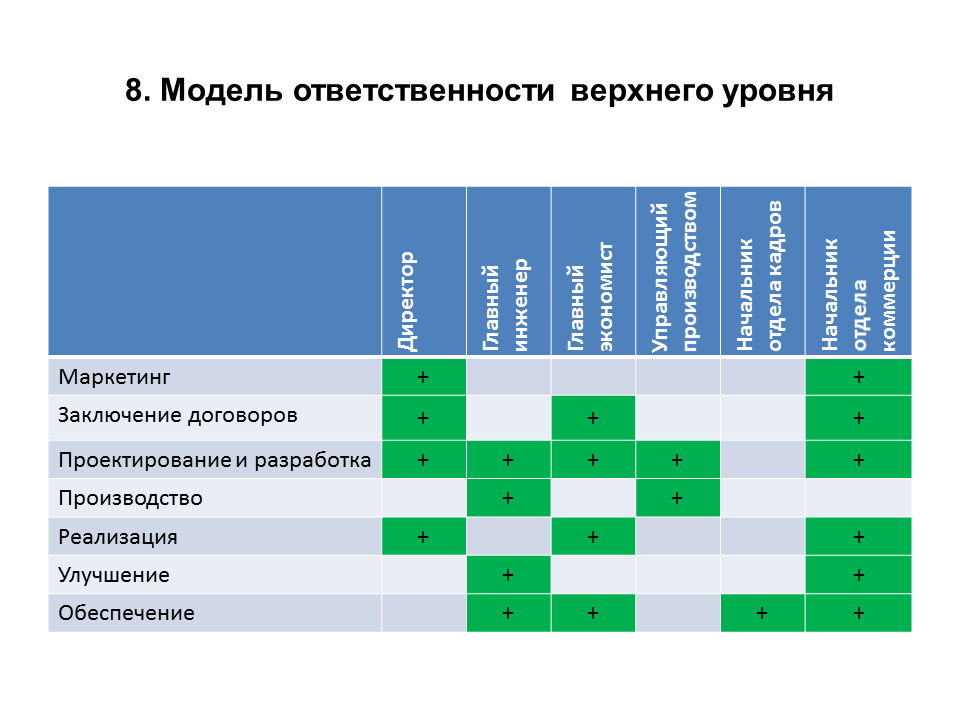 8. Модель ответственности верхнего уровня
Директор
Главный
инженер
Главный
экономист
Управляющий
производством
Начальник
отдела кадров
Начальник
отдела
коммерции
Маркетинг + +
Заключение договоров + + +
Проектирование и разработка + + + + +
Производство + +
Реализация + + +
Улучшение + +
Обеспечение + + + +